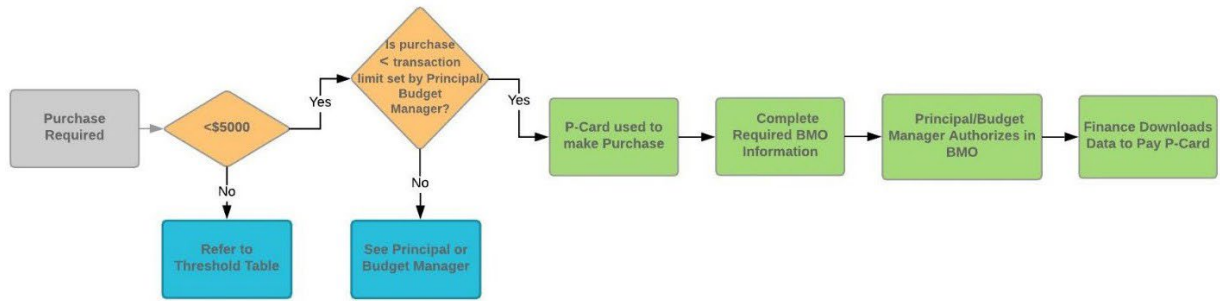 Purchase
Required
<$5000
Yes
No
Refer to
Threshold Table
Is purchase
< transaction
limit set by Principal/
Budget
Manager?
Yes
No
See Principal or
Budget Manager
P-Card used to
make Purchase
Complete
Required BMO
Information
Principal/Budget
Manager Authorizes in
BMO
Finance Downloads
Data to Pay P-Card